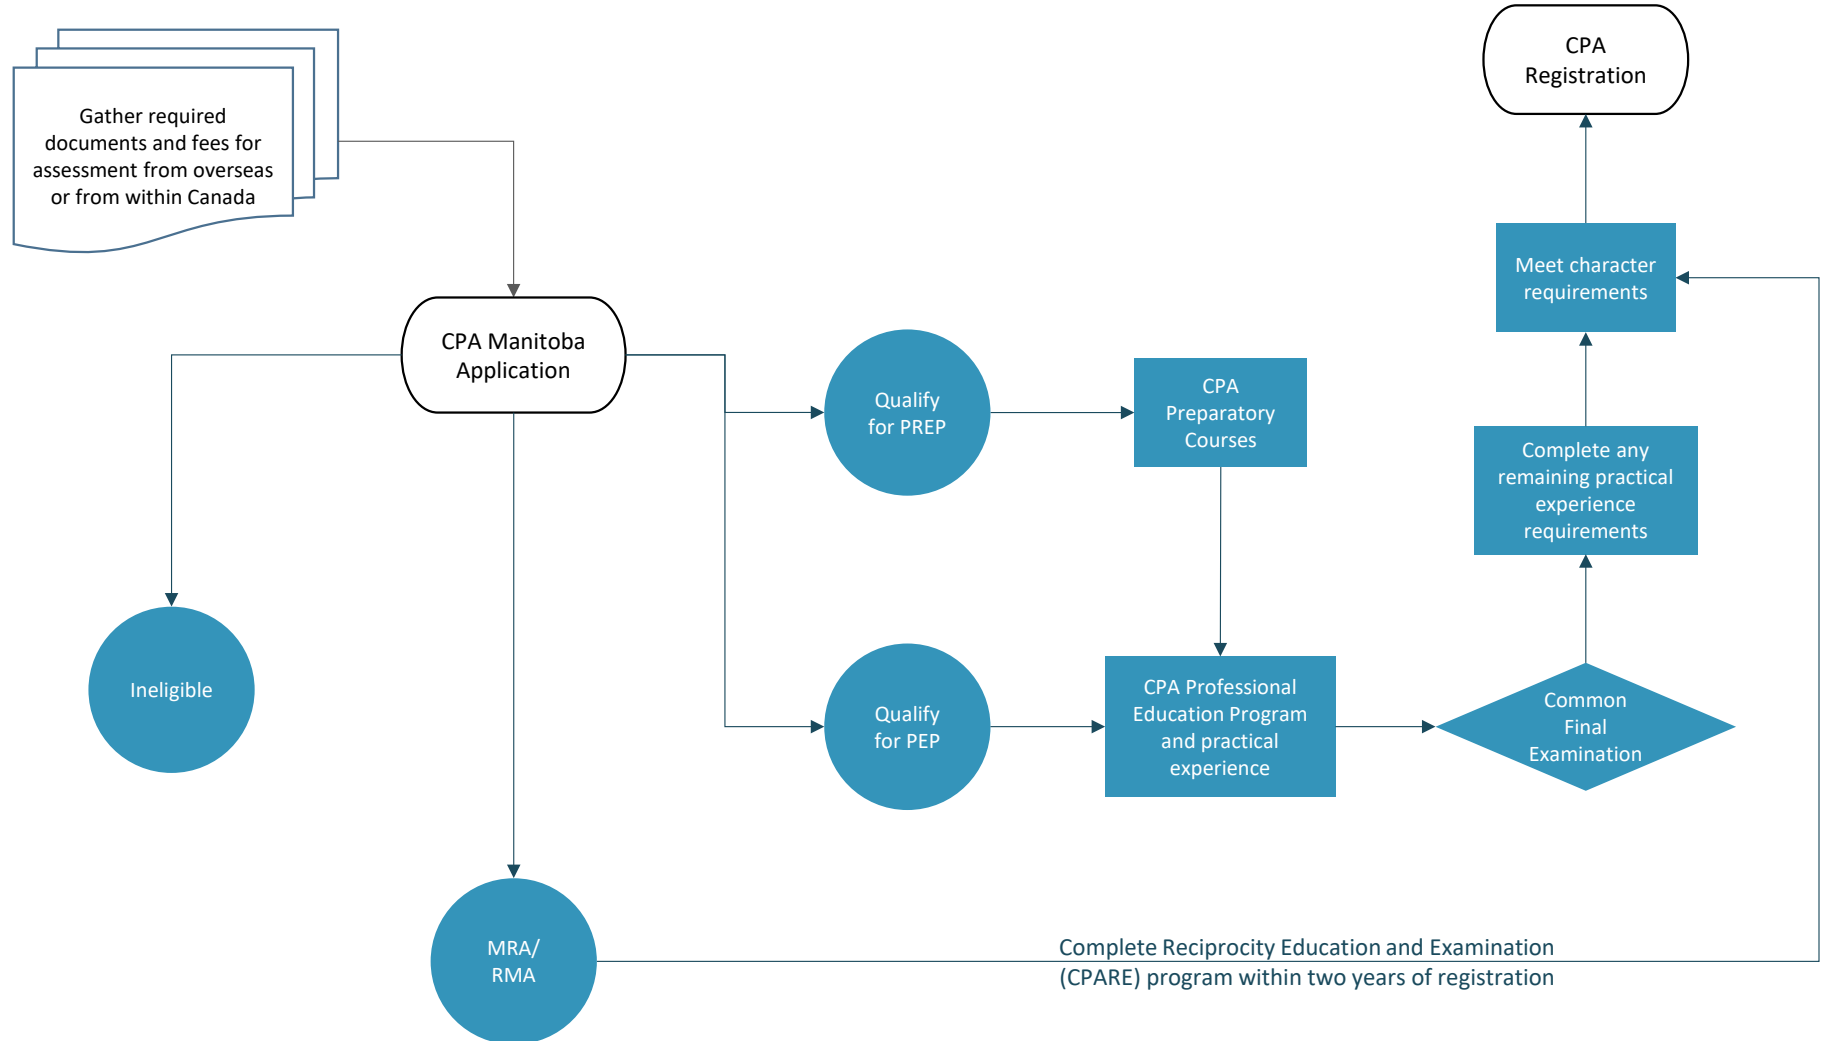 Gather required
documents and fees for
assessment from overseas
or from within Canada
CPA
Registration
Meet character
requirements
CPA Manitoba
Application
Qualify
for PREP
CPA
Preparatory
Courses
Complete any
remaining practical
experience
requirements
Ineligible
Qualify
for PEP
CPA Professional
Education Program
and practical
experience
Common
Final
Examination
MRA/
RMA
Complete Reciprocity Education and Examination
(CPARE) program within two years of registration